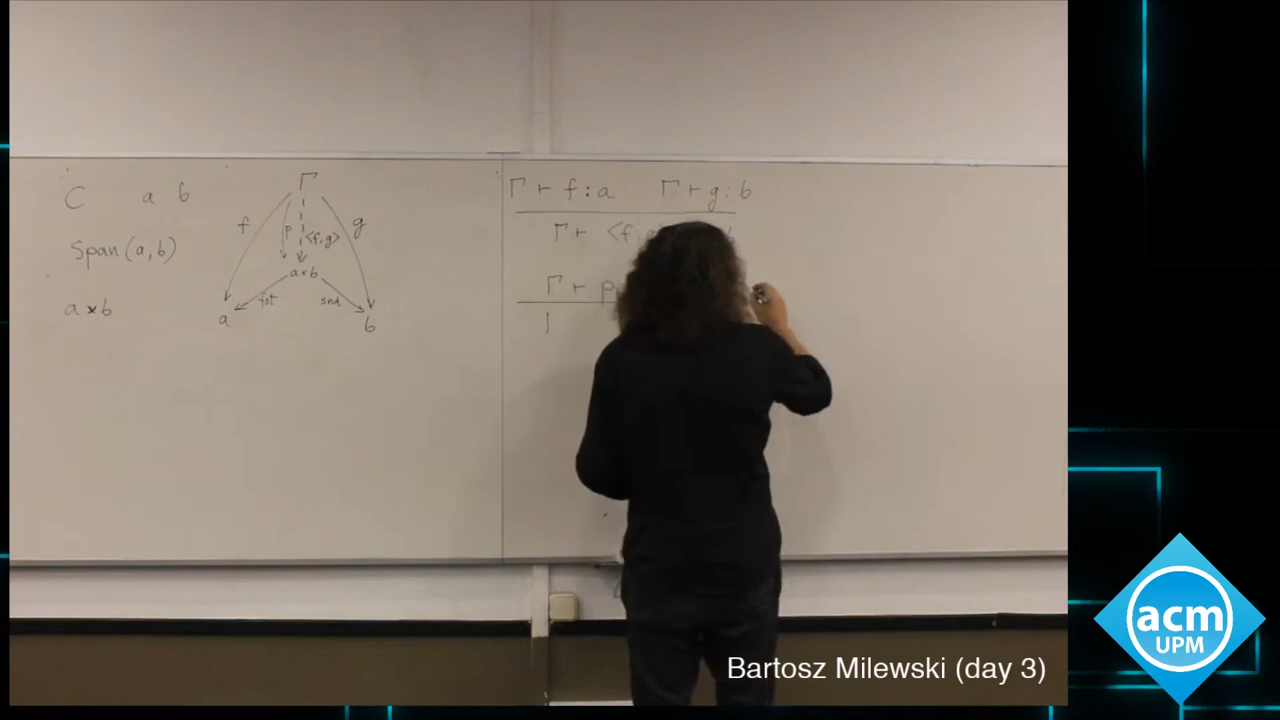 C a b
Span (a, b)
a × b
Γ
f p <f,g> g
a×b
fst snd
a b
Γ ⊢ f : a Γ ⊢ g : b
Γ ⊢ <f,
Γ ⊢ p
acm
UPM
Bartosz Milewski (day 3)